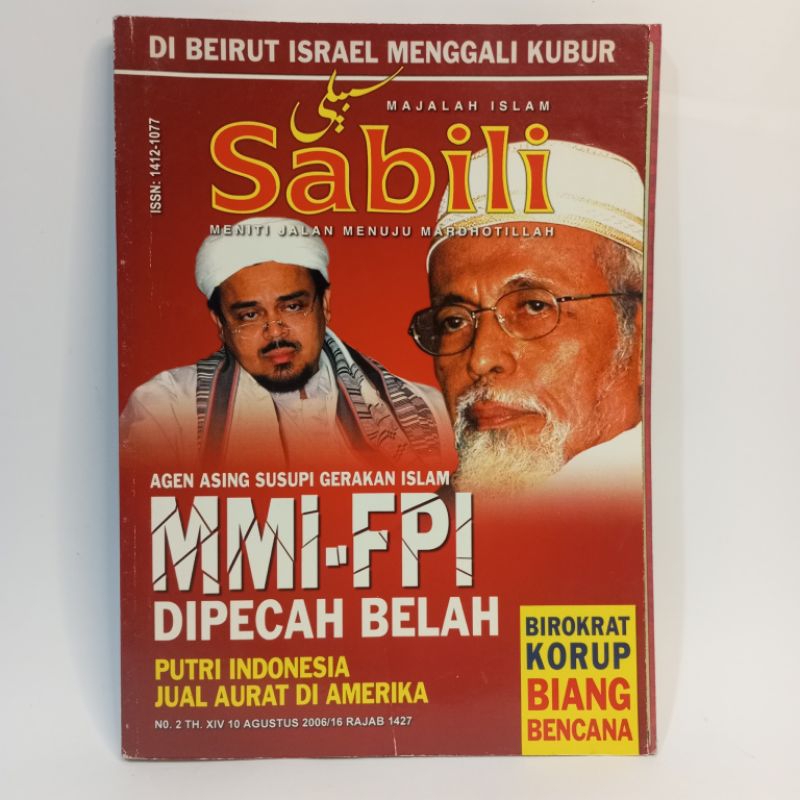 DI BEIRUT ISRAEL MENGGALI KUBUR
سبيلي
MAJALAH ISLAM
Sabili
MENITI JALAN MENUJU MARDHOTILLAH
ISSN: 1412-1077
AGEN ASING SUSUPI GERAKAN ISLAM
MMI-FPI
DIPECAH BELAH
PUTRI INDONESIA
JUAL AURAT DI AMERIKA
NO. 2 TH. XIV 10 AGUSTUS 2006/16 RAJAB 1427
BIROKRAT
KORUP
BIANG
BENCANA